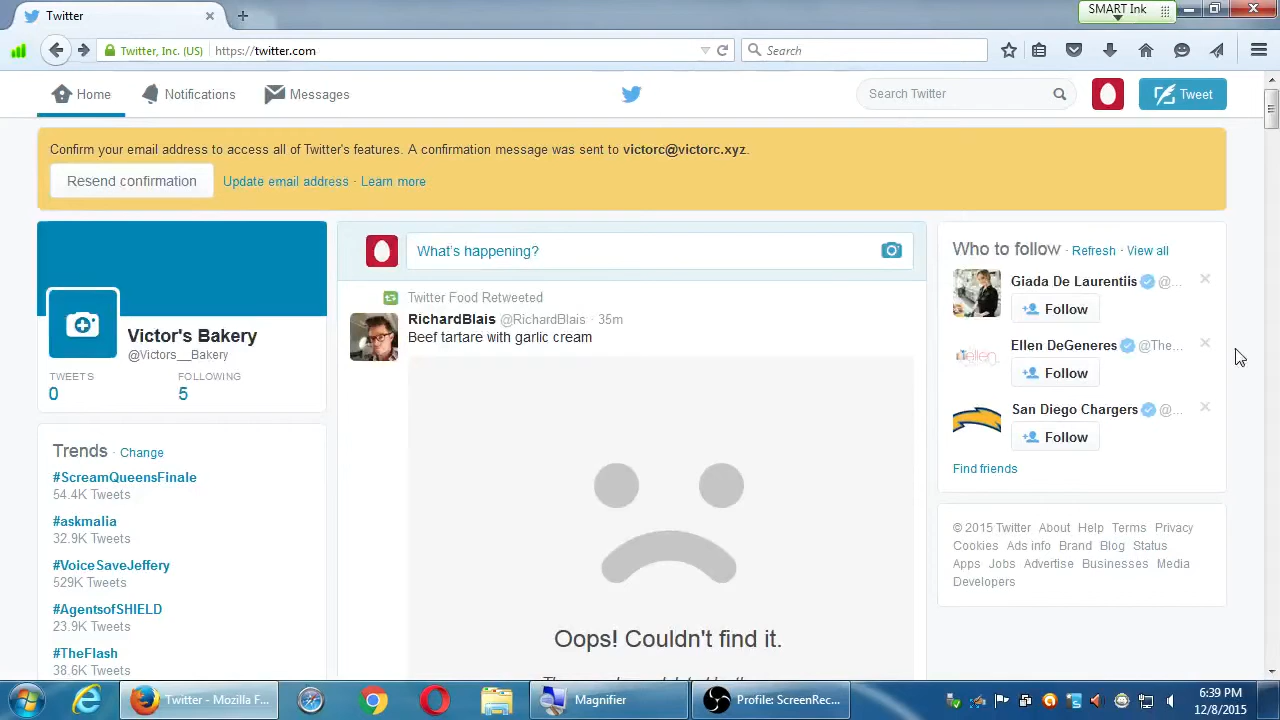 Twitter
SMART Ink
Twitter, Inc. (US)
https://twitter.com
Search
Home
Notifications
Messages
Search Twitter
Tweet
Confirm your email address to access all of Twitter's features. A confirmation message was sent to victorc@victorc.xyz.
Resend confirmation
Update email address · Learn more
Victor's Bakery
@Victors__Bakery
TWEETS FOLLOWING
0 5
Trends · Change
#ScreamQueensFinale
54.4K Tweets
#askmalia
32.9K Tweets
#VoiceSaveJeffery
529K Tweets
#AgentsofSHIELD
23.9K Tweets
#TheFlash
38.6K Tweets
What's happening?
Twitter Food Retweeted
RichardBlais @RichardBlais · 35m
Beef tartare with garlic cream
Oops! Couldn't find it.
Who to follow · Refresh · View all
Giada De Laurentiis @...
Follow
ellen
Ellen DeGeneres @The...
Follow
San Diego Chargers @...
Follow
Find friends
© 2015 Twitter About Help Terms Privacy
Cookies Ads info Brand Blog Status
Apps Jobs Advertise Businesses Media
Developers
Twitter - Mozilla F...
Magnifier
Profile: ScreenRec...
6:39 PM
12/8/2015